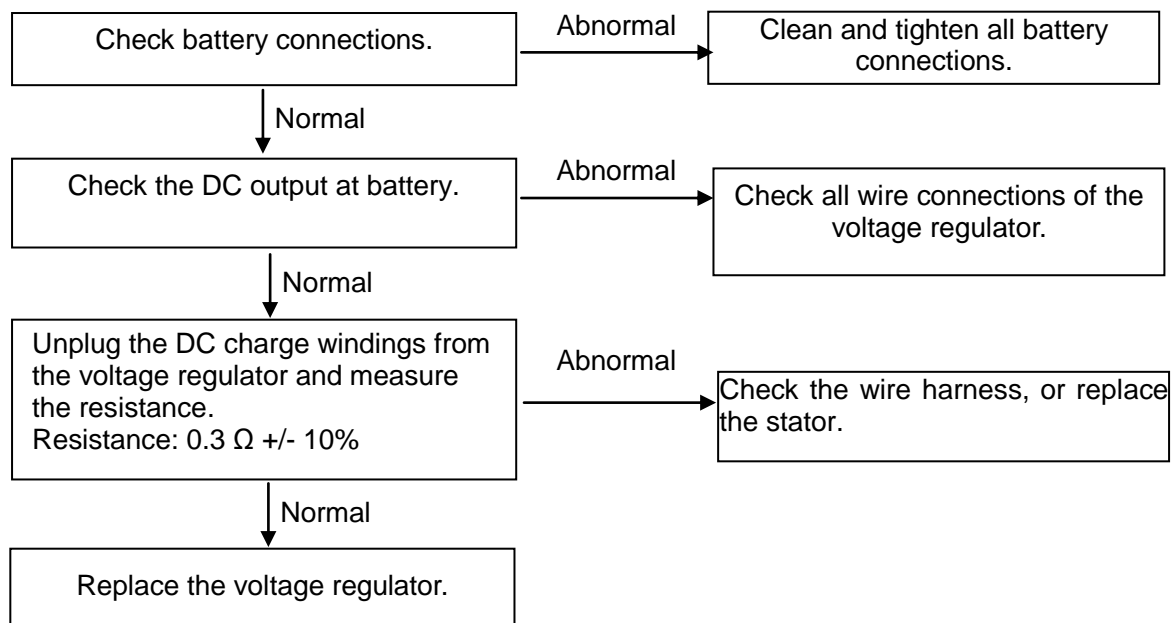 Check battery connections.
Abnormal
Clean and tighten all battery
connections.
Normal
Check the DC output at battery.
Abnormal
Check all wire connections of the
voltage regulator.
Normal
Unplug the DC charge windings from
the voltage regulator and measure
the resistance.
Resistance: 0.3 Ω +/- 10%
Abnormal
Check the wire harness, or replace
the stator.
Normal
Replace the voltage regulator.